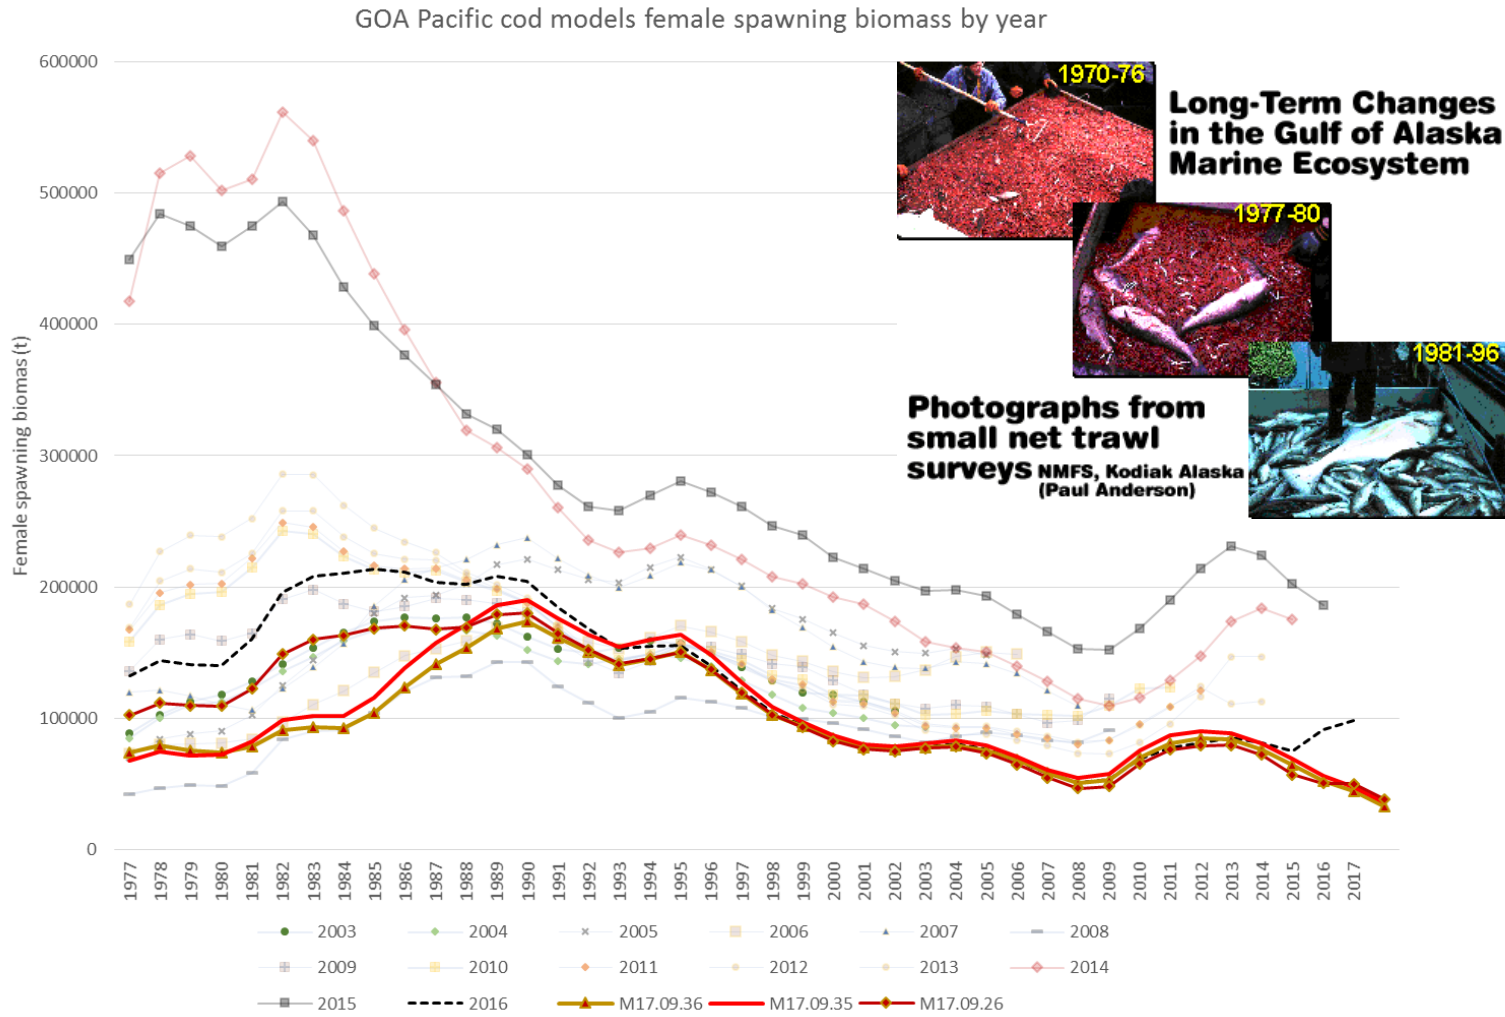 GOA Pacific cod models female spawning biomass by year
600000
500000
400000
300000
200000
100000
0
Female spawning biomas (t)
1970-76
Long-Term Changes
in the Gulf of Alaska
Marine Ecosystem
1977-80
1981-96
Photographs from
small net trawl
surveys NMFS, Kodiak Alaska
(Paul Anderson)
1977 1978 1979 1980 1981 1982 1983 1984 1985 1986 1987 1988 1989 1990 1991 1992 1993 1994 1995 1996 1997 1998 1999 2000 2001 2002 2003 2004 2005 2006 2007 2008 2009 2010 2011 2012 2013 2014 2015 2016 2017
2003 2004 2005 2006 2007 2008
2009 2010 2011 2012 2013 2014
2015 2016 M17.09.36 M17.09.35 M17.09.26